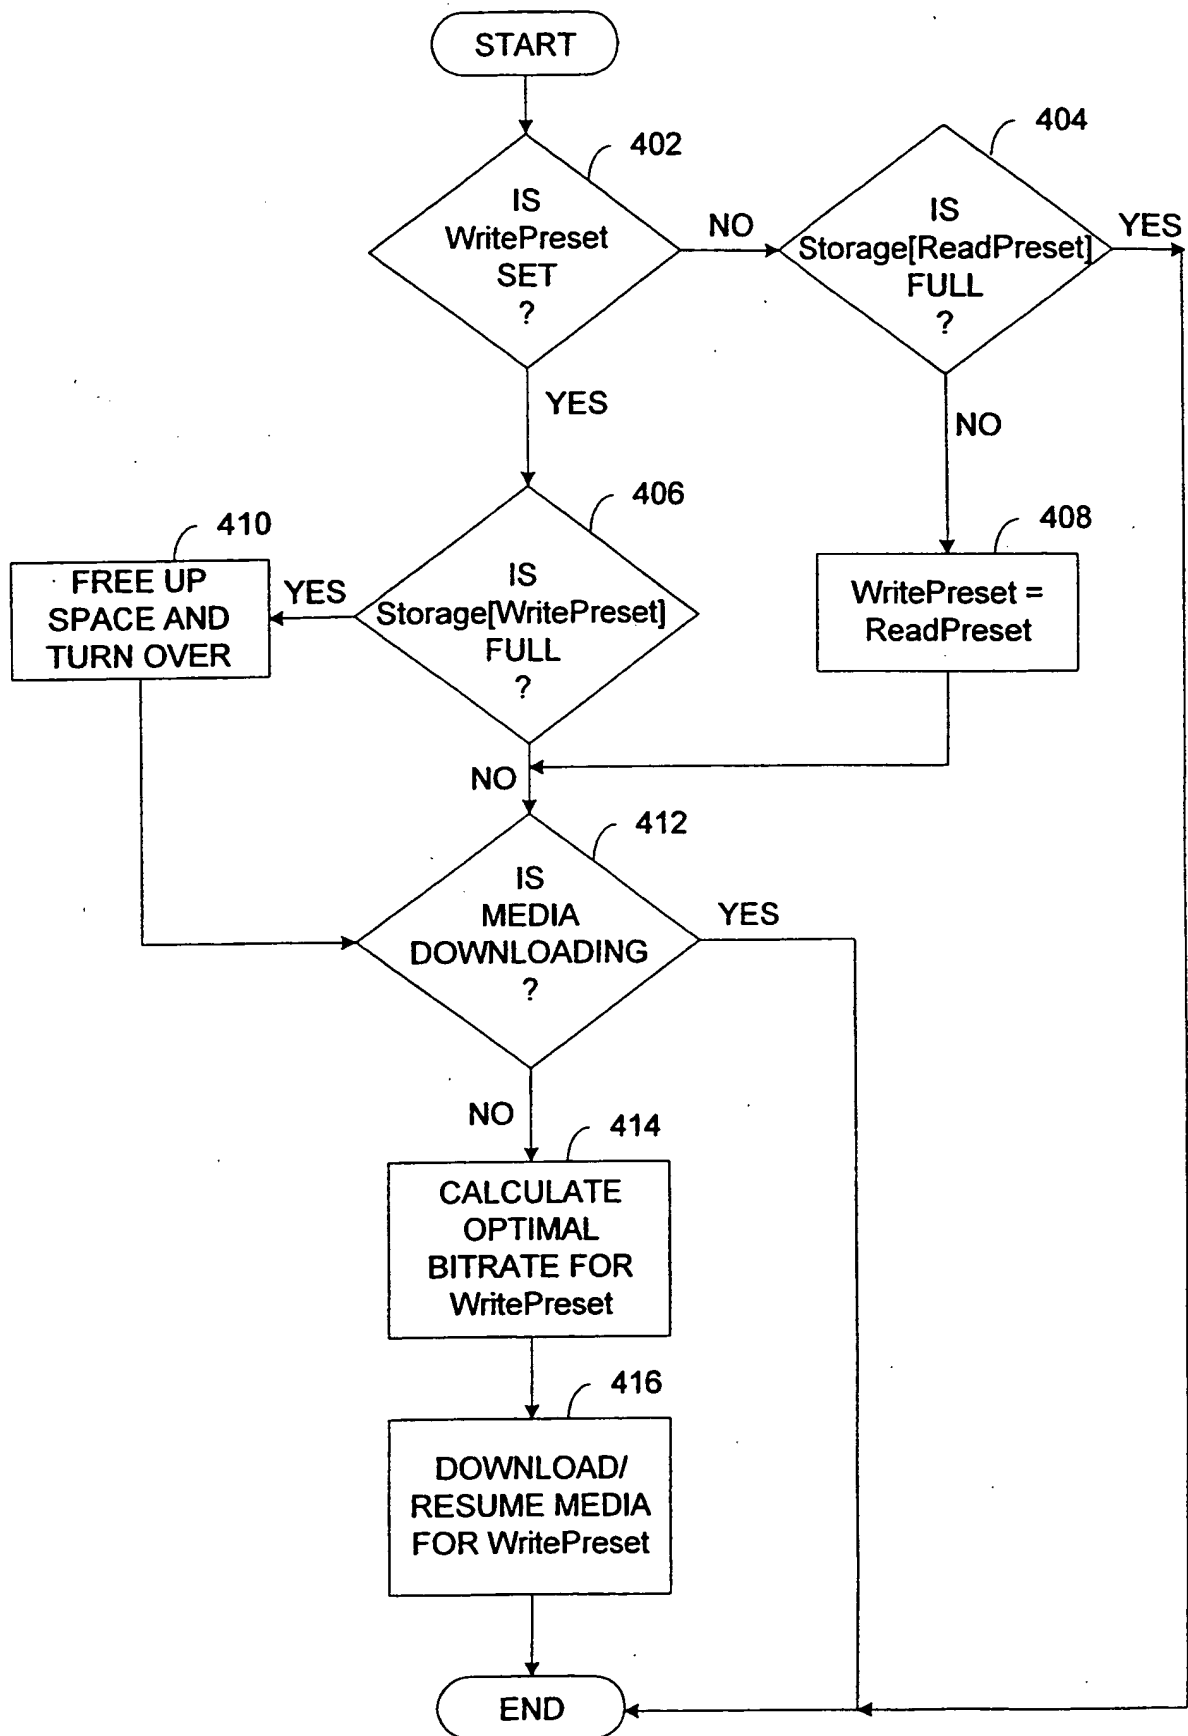 START
402
IS
WritePreset
SET
?
NO
404
IS
Storage[ReadPreset]
FULL
?
YES
YES
NO
406
IS
Storage[WritePreset]
FULL
?
YES
410
FREE UP
SPACE AND
TURN OVER
408
WritePreset =
ReadPreset
NO
412
IS
MEDIA
DOWNLOADING
?
YES
NO
414
CALCULATE
OPTIMAL
BITRATE FOR
WritePreset
416
DOWNLOAD/
RESUME MEDIA
FOR WritePreset
END